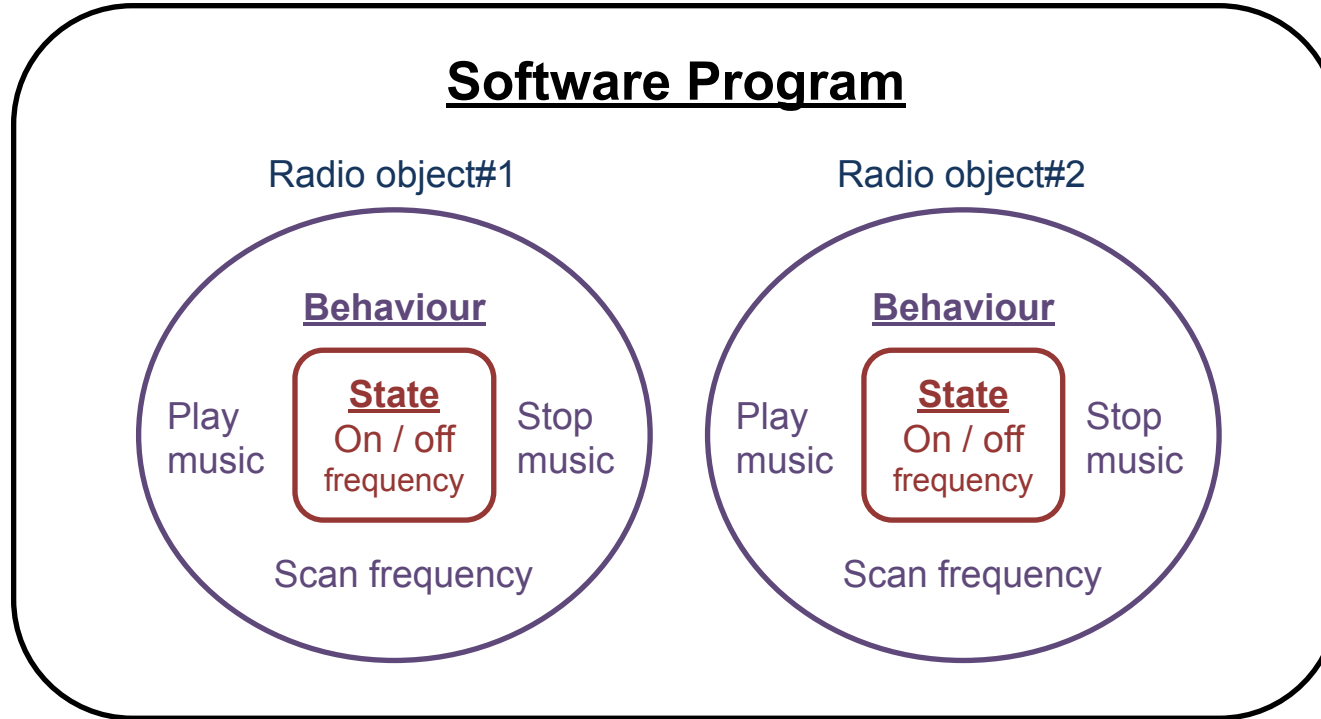 Software Program
Radio object#1
Behaviour
Play
music
State
On / off
frequency
Stop
music
Scan frequency
Radio object#2
Behaviour
Play
music
State
On / off
frequency
Stop
music
Scan frequency